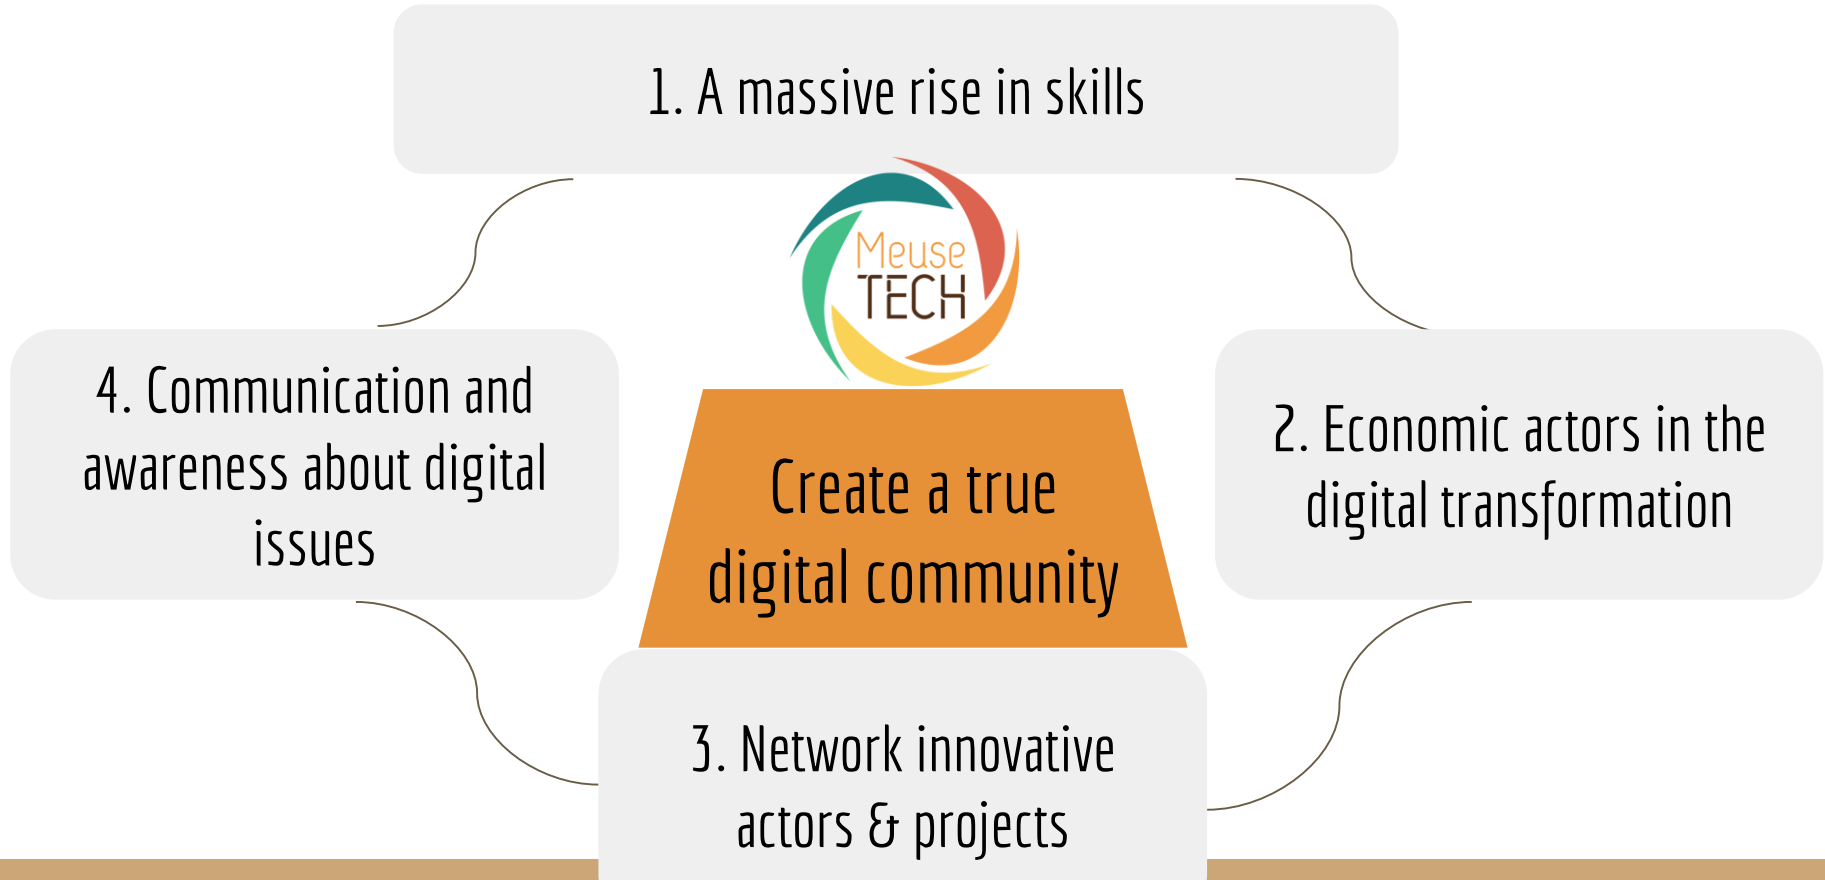 1. A massive rise in skills
Meuse
TECH
4. Communication and
awareness about digital
issues
2. Economic actors in the
digital transformation
Create a true
digital community
3. Network innovative
actors & projects